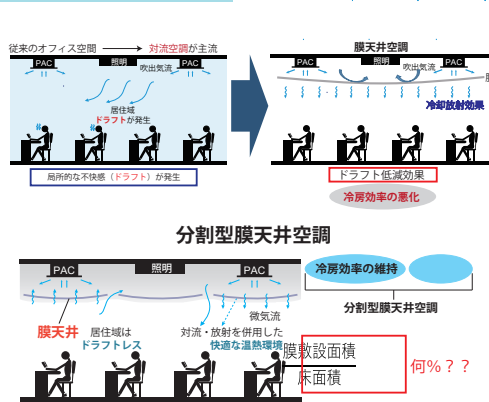 従来のオフィス空間 → 対流空調が主流
PAC
照明
PAC
吹出気流
居住域
ドラフトが発生
局所的な不快感（ドラフト）が発生
膜天井空調
PAC
照明
PAC
吹出気流
冷却放射効果
ドラフト低減効果
冷房効率の悪化
分割型膜天井空調
PAC
照明
PAC
微気流
膜天井
居住域は
ドラフトレス
対流・放射を併用した
快適な温熱環境
冷房効率の維持
分割型膜天井空調
膜敷設面積
床面積
何%？？